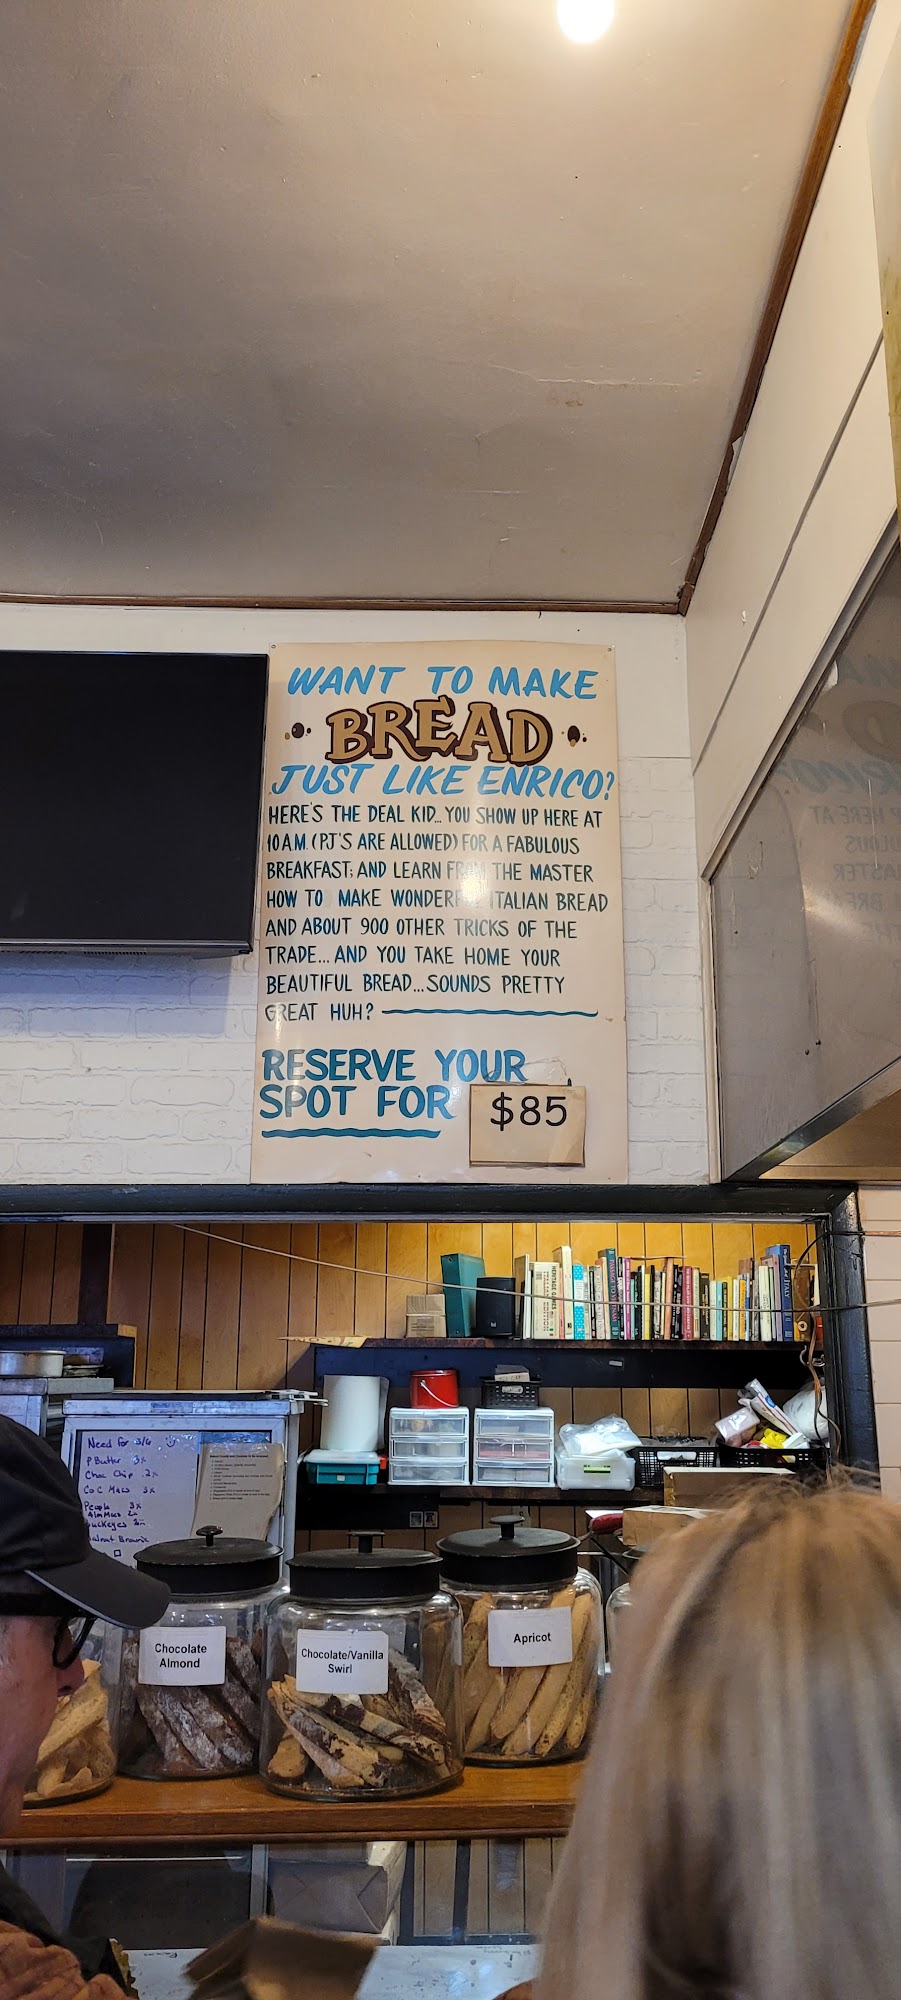 WANT TO MAKE
BREAD
JUST LIKE ENRICO?
HERE'S THE DEAL KID... YOU SHOW UP HERE AT
10 A.M. (PJ'S ARE ALLOWED) FOR A FABULOUS
BREAKFAST; AND LEARN FROM THE MASTER
HOW TO MAKE WONDERFUL ITALIAN BREAD
AND ABOUT 900 OTHER TRICKS OF THE
TRADE... AND YOU TAKE HOME YOUR
BEAUTIFUL BREAD... SOUNDS PRETTY
GREAT HUH?
RESERVE YOUR
SPOT FOR $85
Need for 3/6
P Butter 3x
Choc Chip 2x
CoC Macs 3x
Chocolate
Almond
Chocolate/Vanilla
Swirl
Apricot